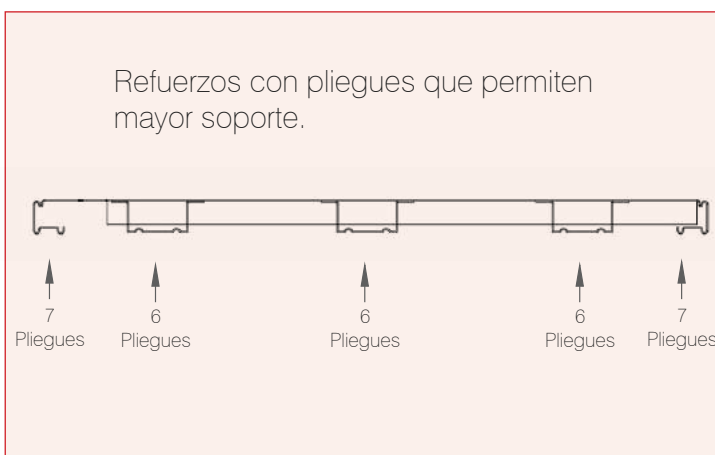 Refuerzos con pliegues que permiten
mayor soporte.
7
Pliegues
6
Pliegues
6
Pliegues
6
Pliegues
7
Pliegues